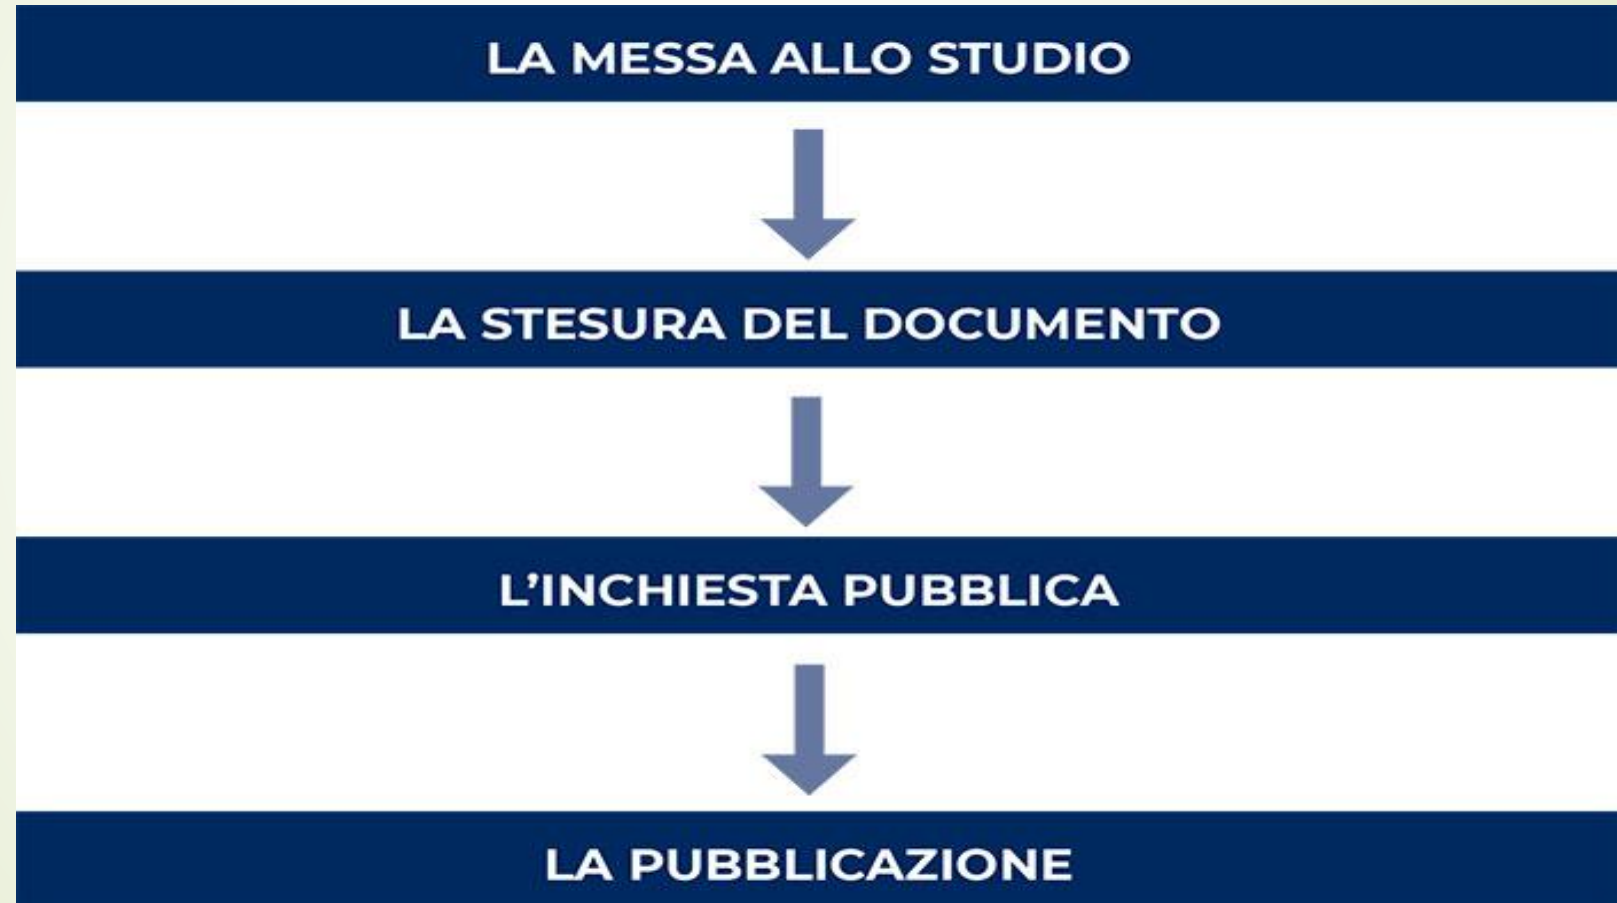 LA MESSA ALLO STUDIO
LA STESURA DEL DOCUMENTO
L’INCHIESTA PUBBLICA
LA PUBBLICAZIONE